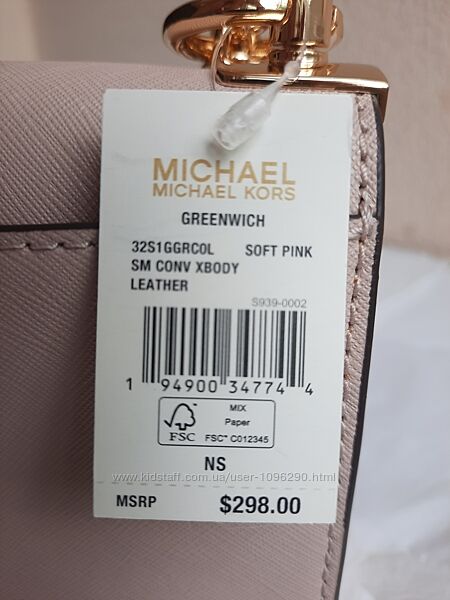 MICHAEL
MICHAEL KORS
GREENWICH
32S1GGRC0L SOFT PINK
SM CONV XBODY
LEATHER
S939-0002
1 94900 34774 4
FSC
MIX
Paper
FSC™ C012345
NS
www.kidstaff.com.ua/user-1096290.html
MSRP $298.00